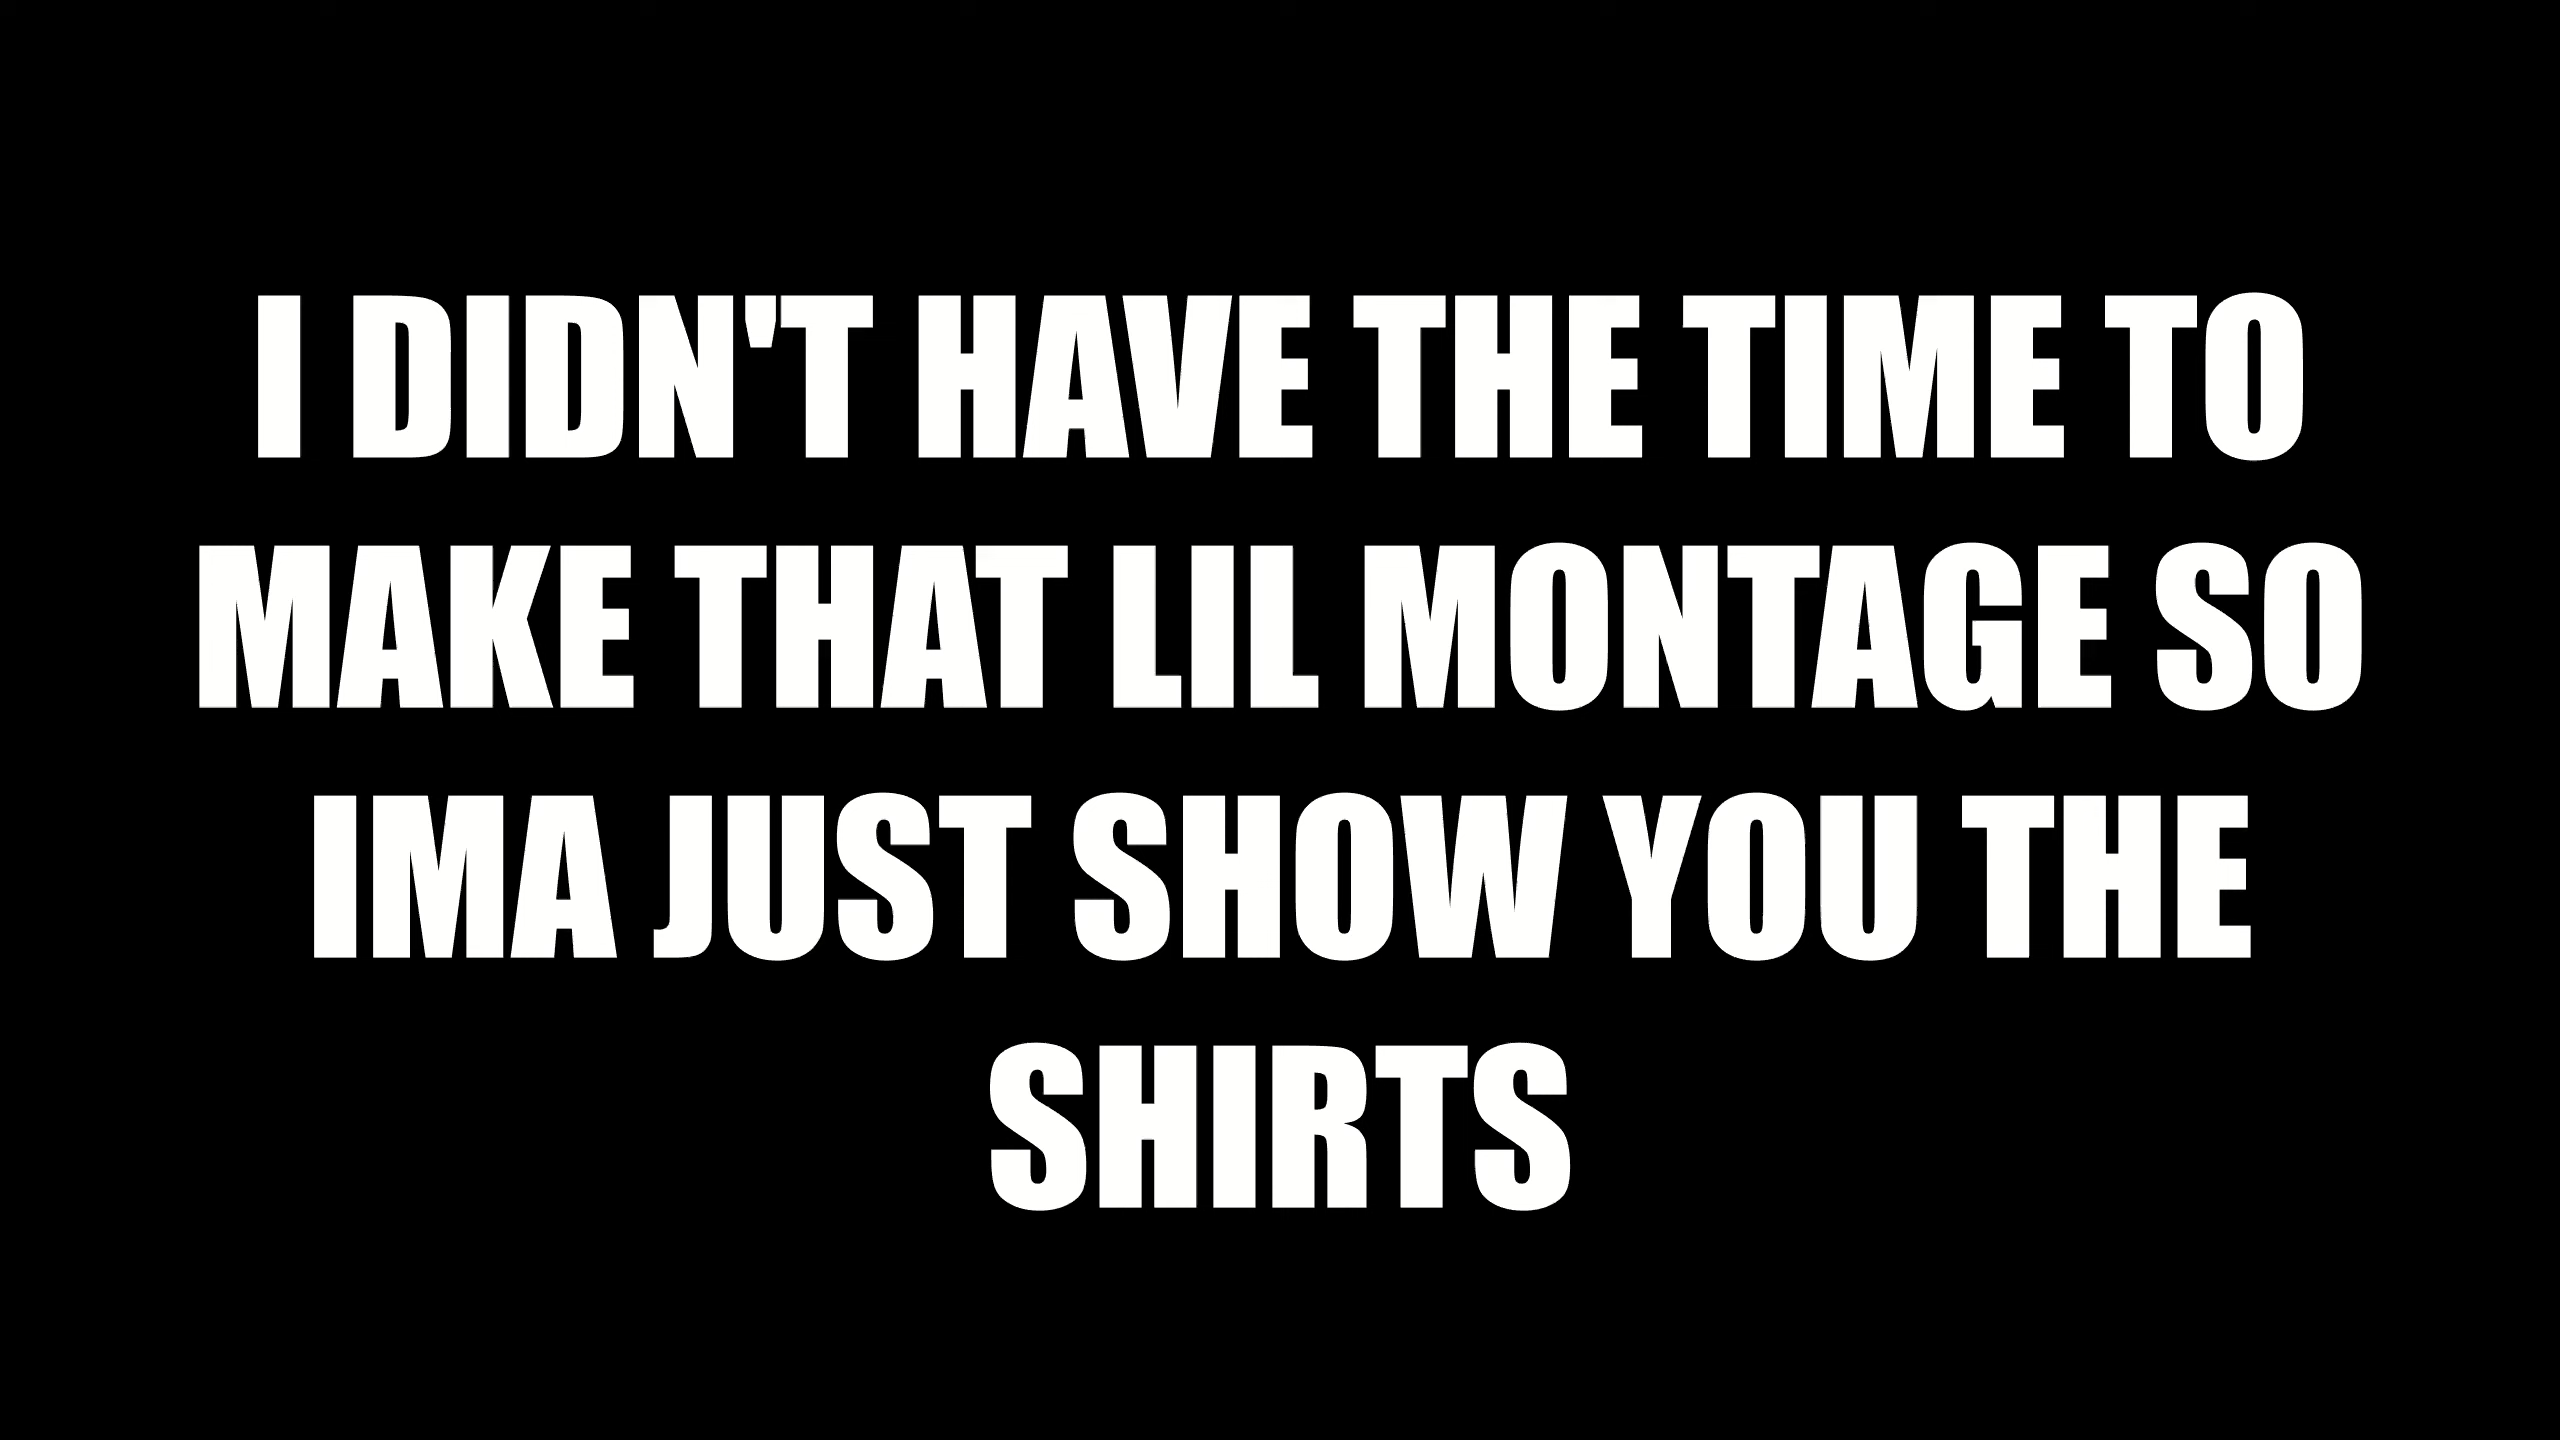 I DIDN'T HAVE THE TIME TO
MAKE THAT LIL MONTAGE SO
IMA JUST SHOW YOU THE
SHIRTS